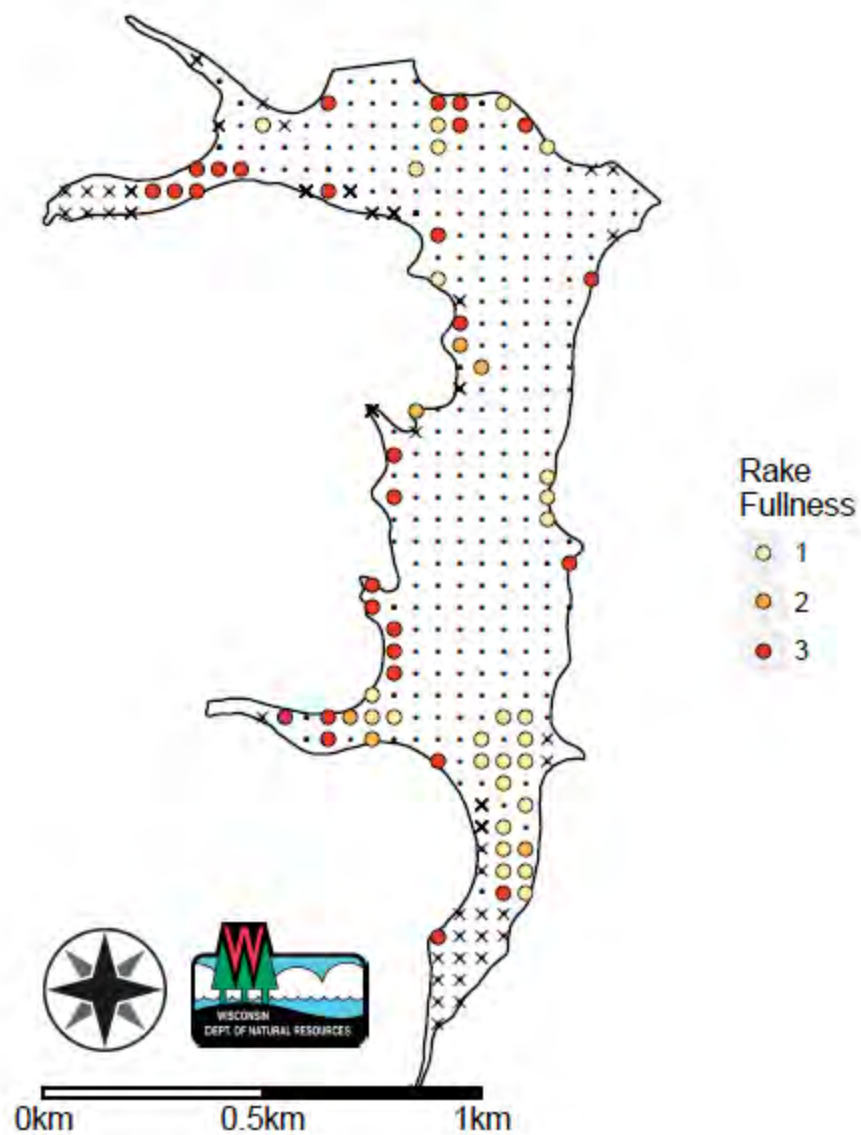 Rake
Fullness
1
2
3
W
WISCONSIN
DEPT. OF NATURAL RESOURCES
0km
0.5km
1km